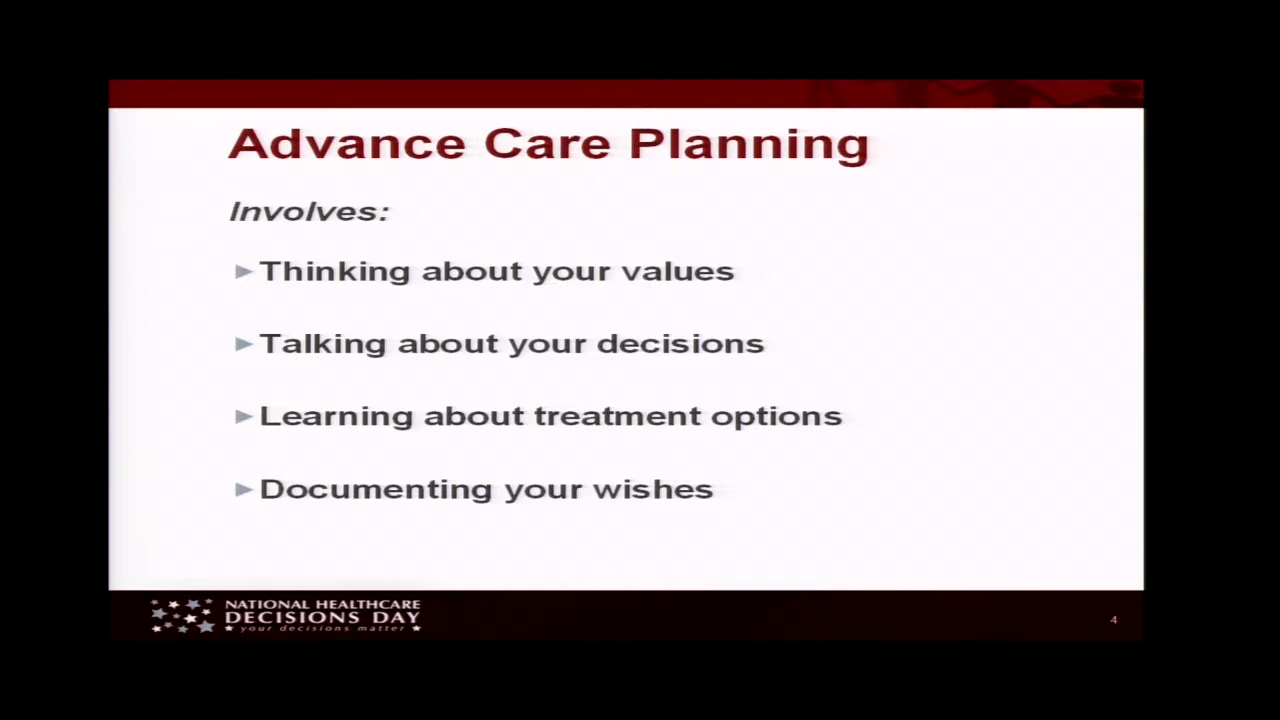 Advance Care Planning
Involves:
Thinking about your values
Talking about your decisions
Learning about treatment options
Documenting your wishes
NATIONAL HEALTHCARE
DECISIONS DAY
your decisions matter
4